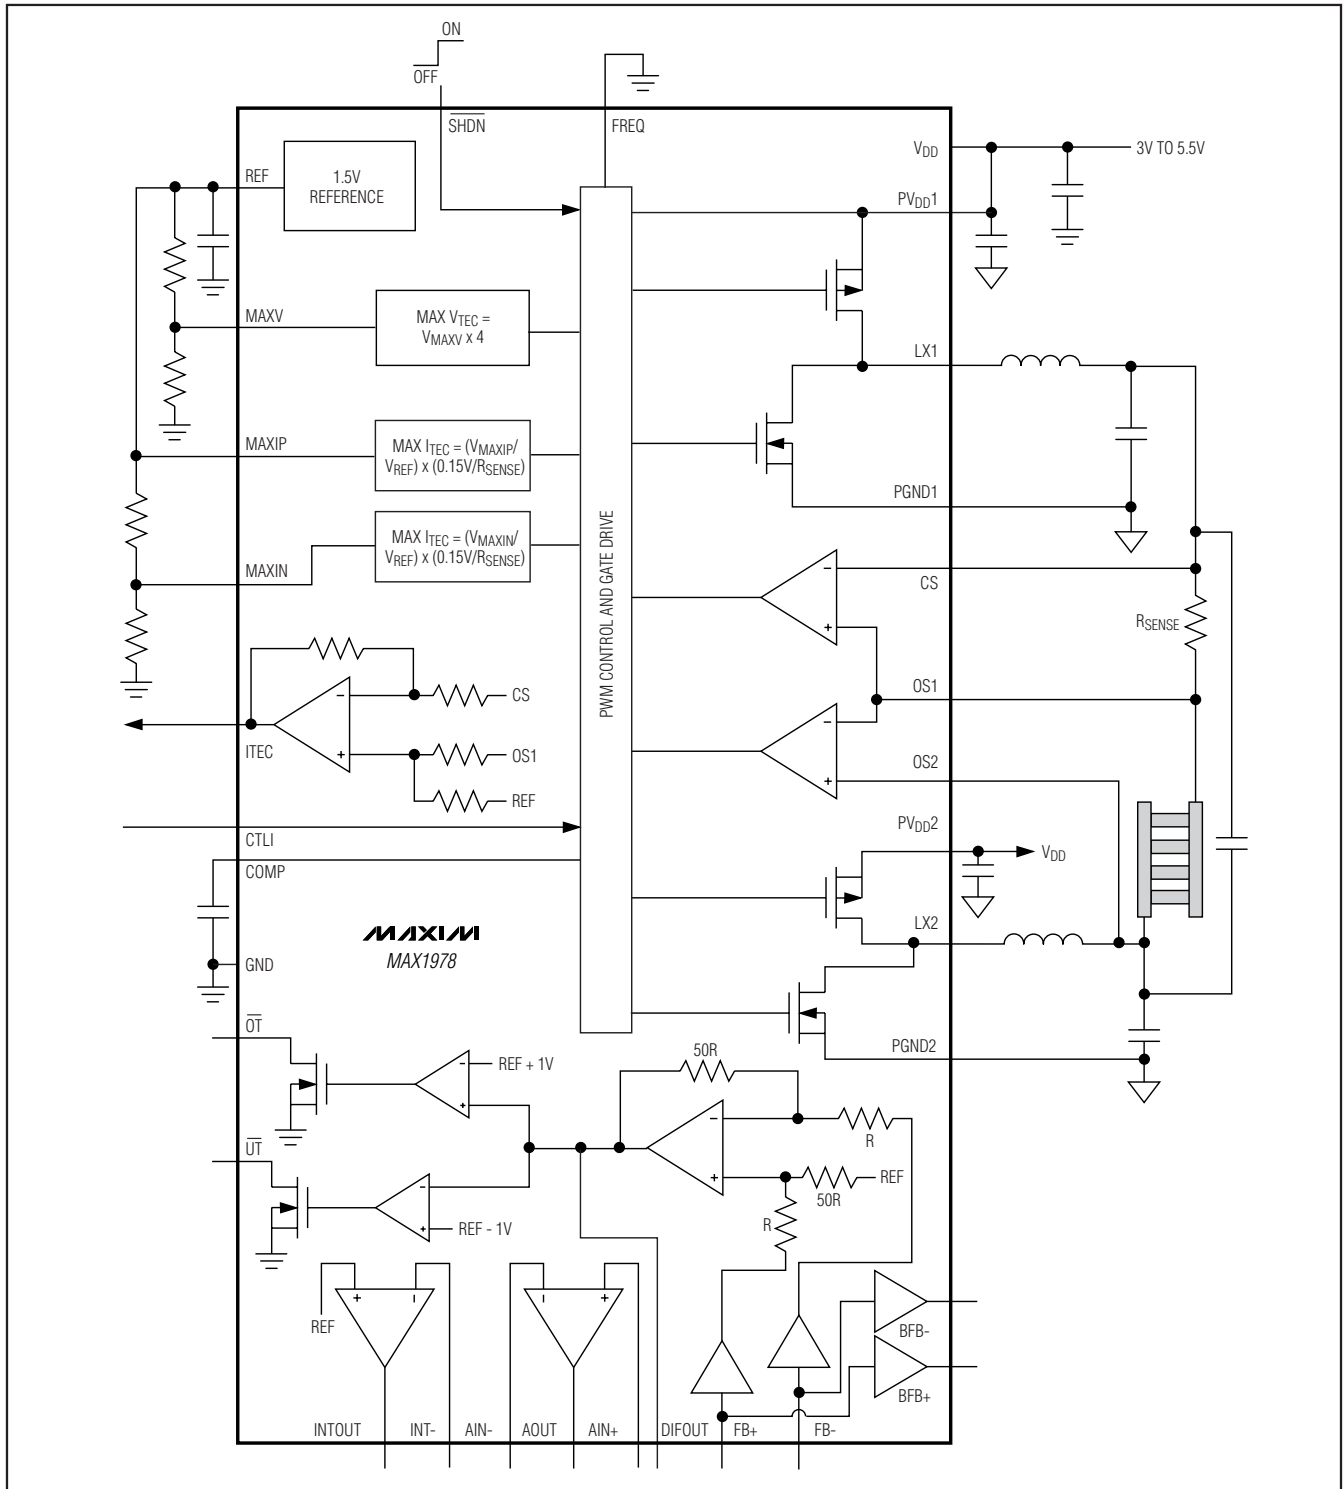 ON
OFF
SHDN
FREQ
VDD
3V TO 5.5V
REF
1.5V
REFERENCE
PVDD1
MAXV
MAX VTEC =
VMAXV x 4
LX1
MAXIP
MAX ITEC = (VMAXIP/
VREF) x (0.15V/RSENSE)
PGND1
MAX ITEC = (VMAXIN/
VREF) x (0.15V/RSENSE)
MAXIN
PWM CONTROL AND GATE DRIVE
-
CS
+
RSENSE
-
CS
OS1
-
ITEC
+
OS1
OS2
+
REF
PVDD2
CTLI
VDD
COMP
LX2
MAXIM
MAX1978
GND
OT
PGND2
- REF + 1V
+
50R
-
R
UT
-
+
REF
50R
+ REF - 1V
R
+ -
- +
REF
BFB-
BFB+
INTOUT INT- AIN- AOUT AIN+ DIFOUT FB+ FB-